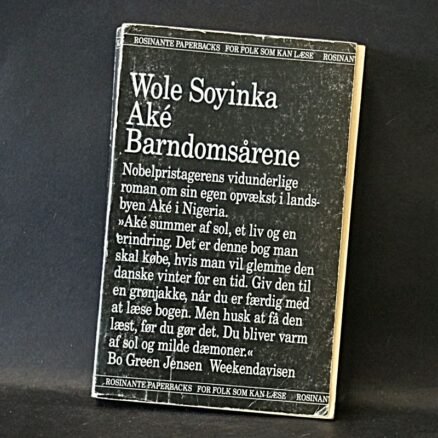 ROSINANTE PAPERBACKS FOR FOLK SOM KAN LÆSE ROSINANT
Wole Soyinka
Aké
Barndomsårene
Nobelpristagerens vidunderlige
roman om sin egen opvækst i lands-
byen Aké i Nigeria.
»Aké summer af sol, et liv og en
erindring. Det er denne bog man
skal købe, hvis man vil glemme den
danske vinter for en tid. Giv den til
en grønjakke, når du er færdig med
at læse bogen. Men husk at få den
læst, før du gør det. Du bliver varm
af sol og milde dæmoner.«
Bo Green Jensen Weekendavisen
ROSINANTE PAPERBACKS FOR FOLK SOM KAN LÆSE ROSINAN